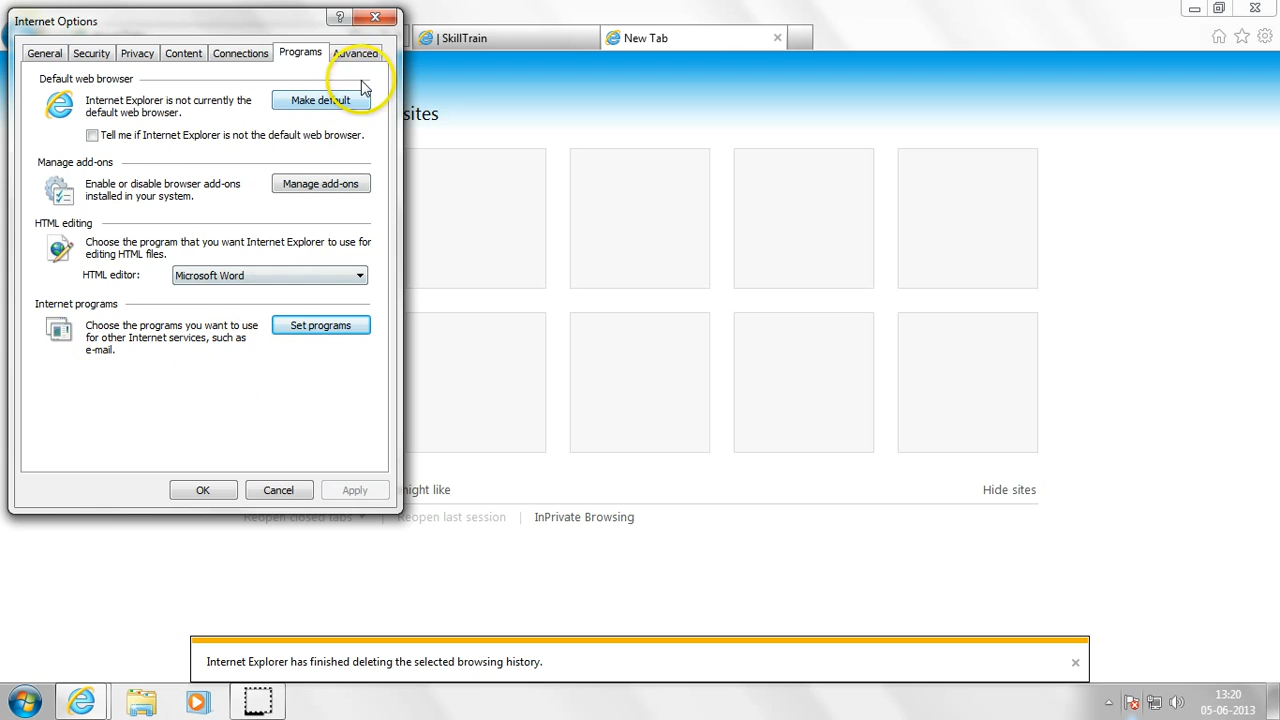 Internet Options
?
| SkillTrain
New Tab
General
Security
Privacy
Content
Connections
Programs
Advanced
Default web browser
Internet Explorer is not currently the
default web browser.
Make default
Tell me if Internet Explorer is not the default web browser.
sites
Manage add-ons
Enable or disable browser add-ons
installed in your system.
Manage add-ons
HTML editing
Choose the program that you want Internet Explorer to use for
editing HTML files.
HTML editor:
Microsoft Word
Internet programs
Choose the programs you want to use
for other Internet services, such as
e-mail.
Set programs
OK
Cancel
Apply
might like
Hide sites
Reopen closed tabs
Reopen last session
InPrivate Browsing
Internet Explorer has finished deleting the selected browsing history.
13:20
05-06-2013